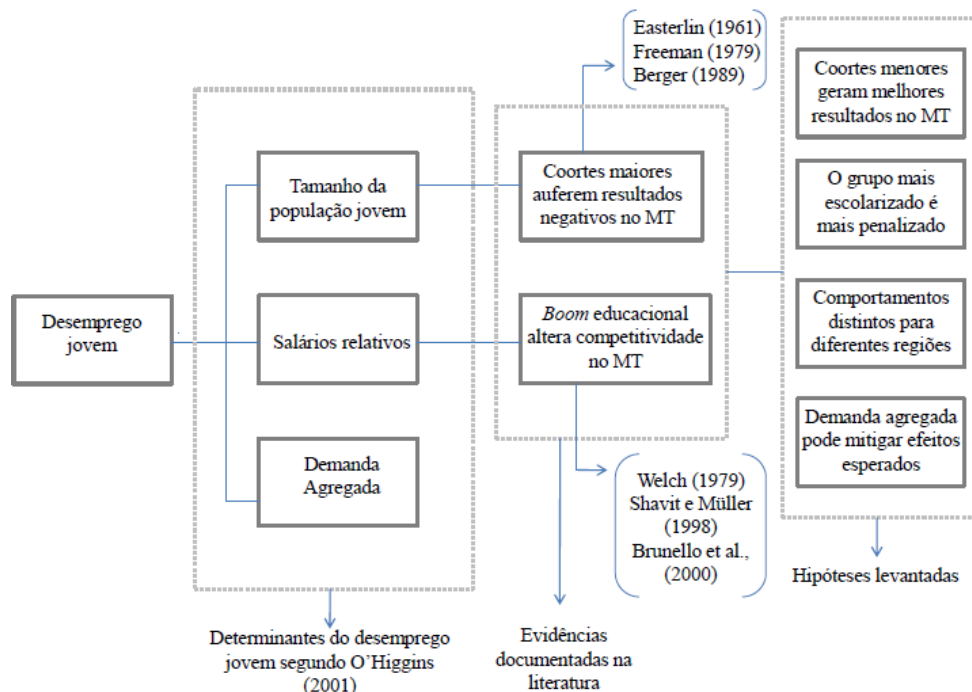 Desemprego
jovem
Tamanho da
população jovem
Salários relativos
Demanda
Agregada
Determinantes do desemprego
jovem segundo O'Higgins
(2001)
Easterlin (1961)
Freeman (1979)
Berger (1989)
Coortes maiores
auferem resultados
negativos no MT
Boom educacional
altera competitividade
no MT
Welch (1979)
Shavit e Müller
(1998)
Brunello et al.,
(2000)
Evidências
documentadas na
literatura
Coortes menores
geram melhores
resultados no MT
O grupo mais
escolarizado é
mais penalizado
Comportamentos
distintos para
diferentes regiões
Demanda agregada
pode mitigar efeitos
esperados
Hipóteses levantadas